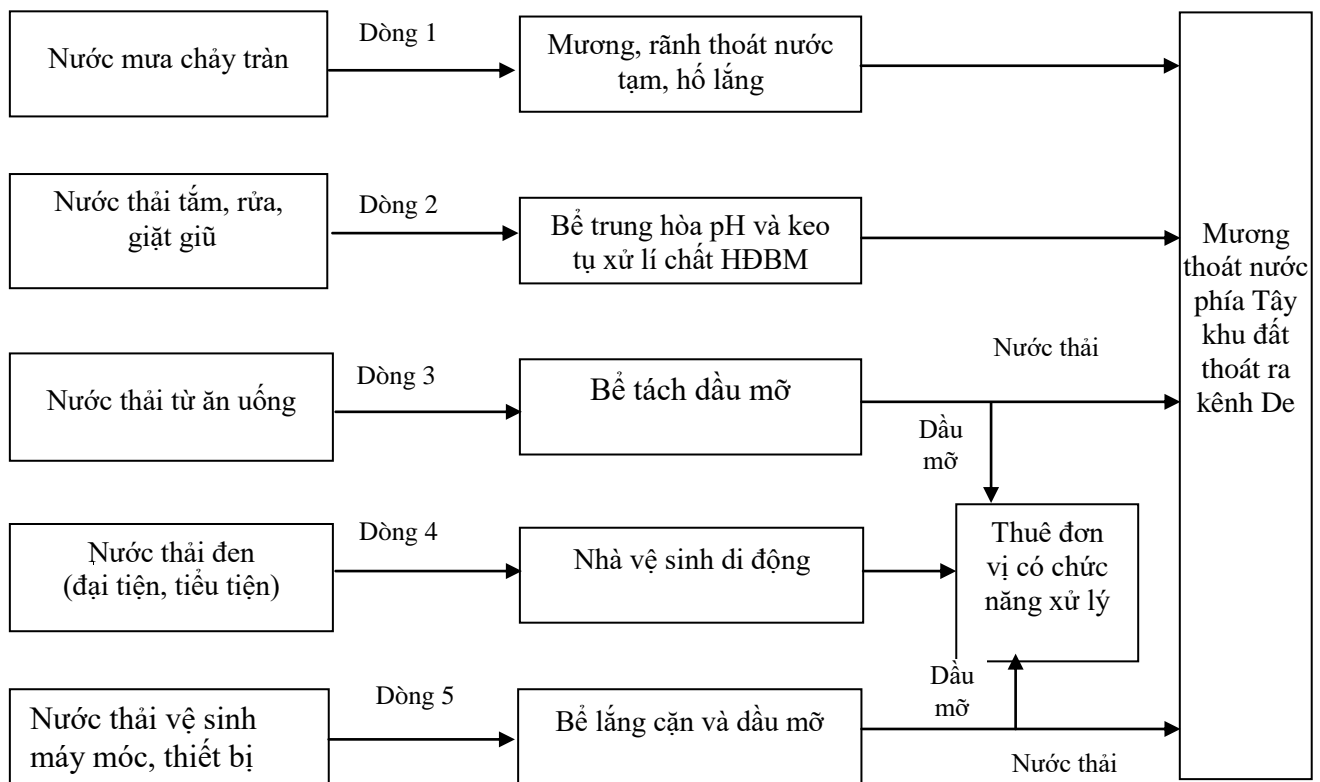 Nước mưa chảy tràn
Dòng 1
Mương, rãnh thoát nước
tạm, hố lắng
Nước thải tắm, rửa,
giặt giũ
Dòng 2
Bể trung hòa pH và keo
tụ xử lí chất HĐBM
Nước thải từ ăn uống
Dòng 3
Bể tách dầu mỡ
Nước thải
Dầu
mỡ
Nước thải đen
(đại tiện, tiểu tiện)
Dòng 4
Nhà vệ sinh di động
Thuê đơn
vị có chức
năng xử lý
Nước thải vệ sinh
máy móc, thiết bị
Dòng 5
Bể lắng cặn và dầu mỡ
Dầu
mỡ
Nước thải
Mương
thoát nước
phía Tây
khu đất
thoát ra
kênh De